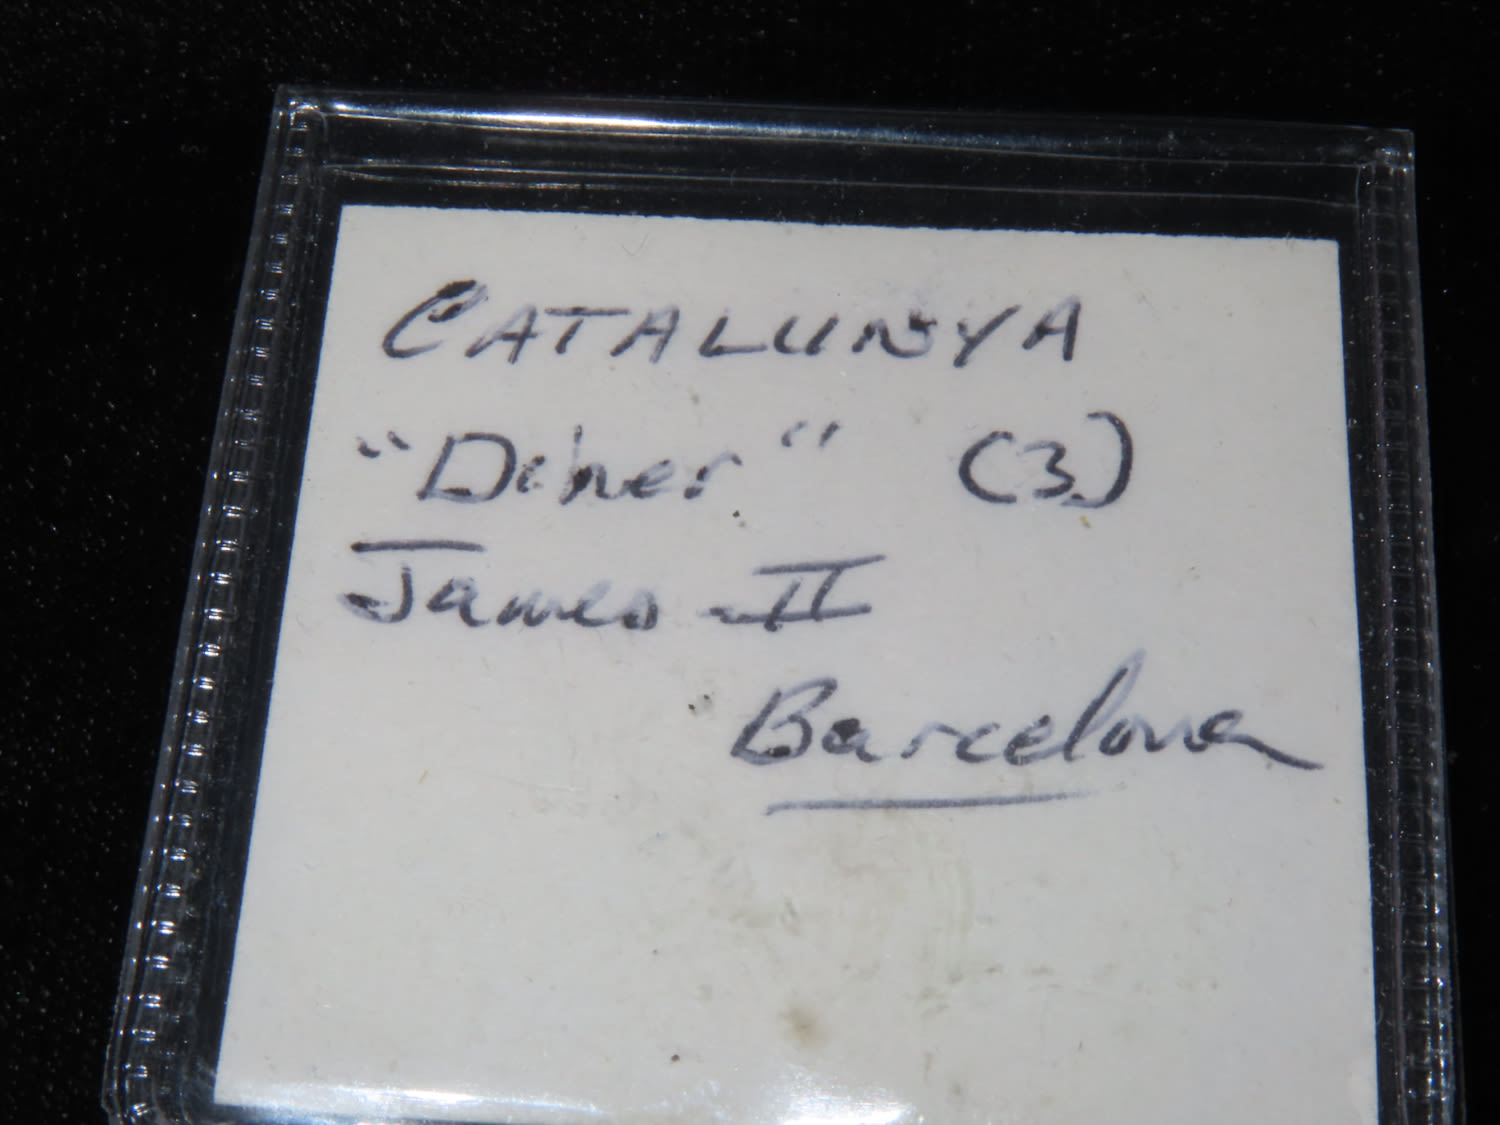 CATALUNYA
"Diner" (3)
James II
Barcelona